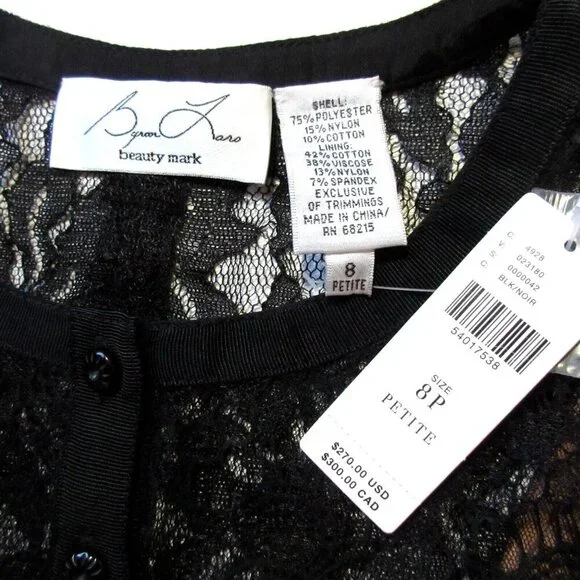 Byron Lars
beauty mark
SHELL:
75% POLYESTER
15% NYLON
10% COTTON
LINING:
42% COTTON
38% VISCOSE
13% NYLON
7% SPANDEX
EXCLUSIVE
OF TRIMMINGS
MADE IN CHINA/
RN 68215
8
PETITE
D. 4928
V. 023180
S. 0000042
C. BLK/NOIR
54017538
SIZE
8P
PETITE
$270.00 USD
$300.00 CAD